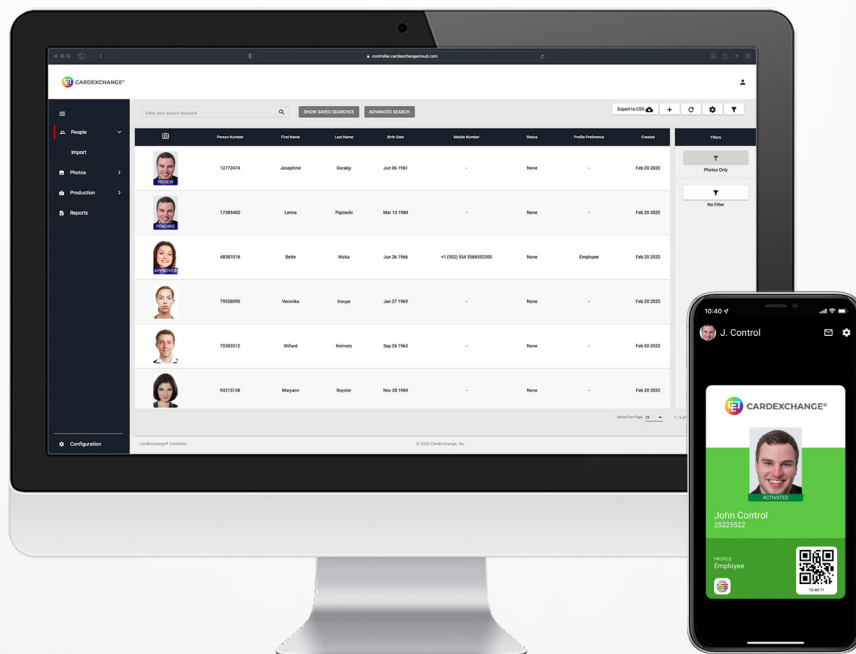 controller.cardexchangecloud.com
CARDEXCHANGE®
People
Import
Photos
Production
Reports
Configuration
Enter your search keyword
SHOW SAVED SEARCHES
ADVANCED SEARCH
Export to CSV
Person Number First Name Last Name Birth Date Mobile Number Status Profile Preference Created
REVIEW
12772474 Josephine Darakjy Jun 06 1961 - None - Feb 20 2020
PENDING
17385400 Lenna Paprocki Mar 13 1984 - None - Feb 20 2020
APPROVED
48381018 Bette Nicka Jun 26 1966 +1 (502) 554 5588552300 None Employee Feb 20 2020
79558090 Veronika Inouye Jan 27 1969 - None - Feb 20 2020
70282012 Willard Kolmetz Sep 26 1963 - None - Feb 20 2020
93215138 Maryann Royster Nov 28 1969 - None - Feb 20 2020
Filters
Photos Only
No Filter
Items Per Page 15
CardExchange® Controller
© 2022 CardExchange, Inc.
10:40
J. Control
CARDEXCHANGE®
ACTIVATED
John Control
25225522
PROFILE
Employee
10:40:11